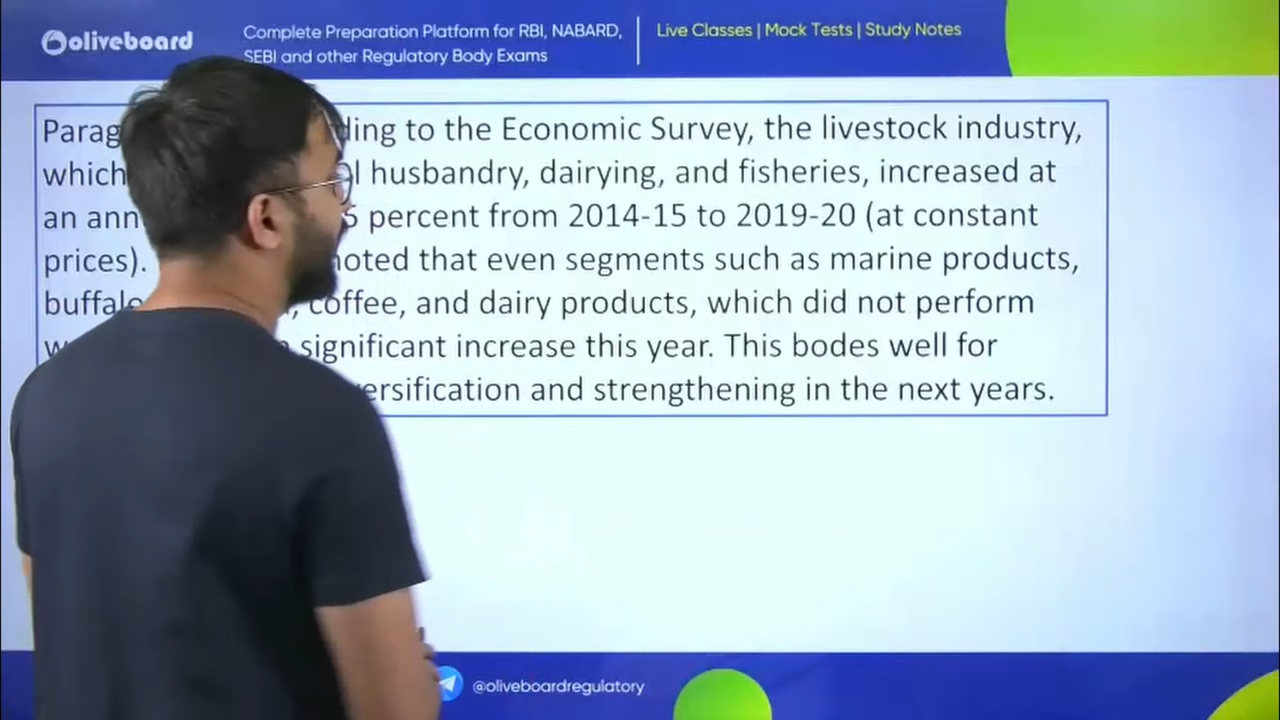 oliveboard
Complete Preparation Platform for RBI, NABARD,
SEBI and other Regulatory Body Exams
Live Classes | Mock Tests | Study Notes
ding to the Economic Survey, the livestock industry,
which husbandry, dairying, and fisheries, increased at
an percent from 2014-15 to 2019-20 (at constant
prices). noted that even segments such as marine products,
coffee, and dairy products, which did not perform
significant increase this year. This bodes well for
ersification and strengthening in the next years.
@oliveboardregulatory